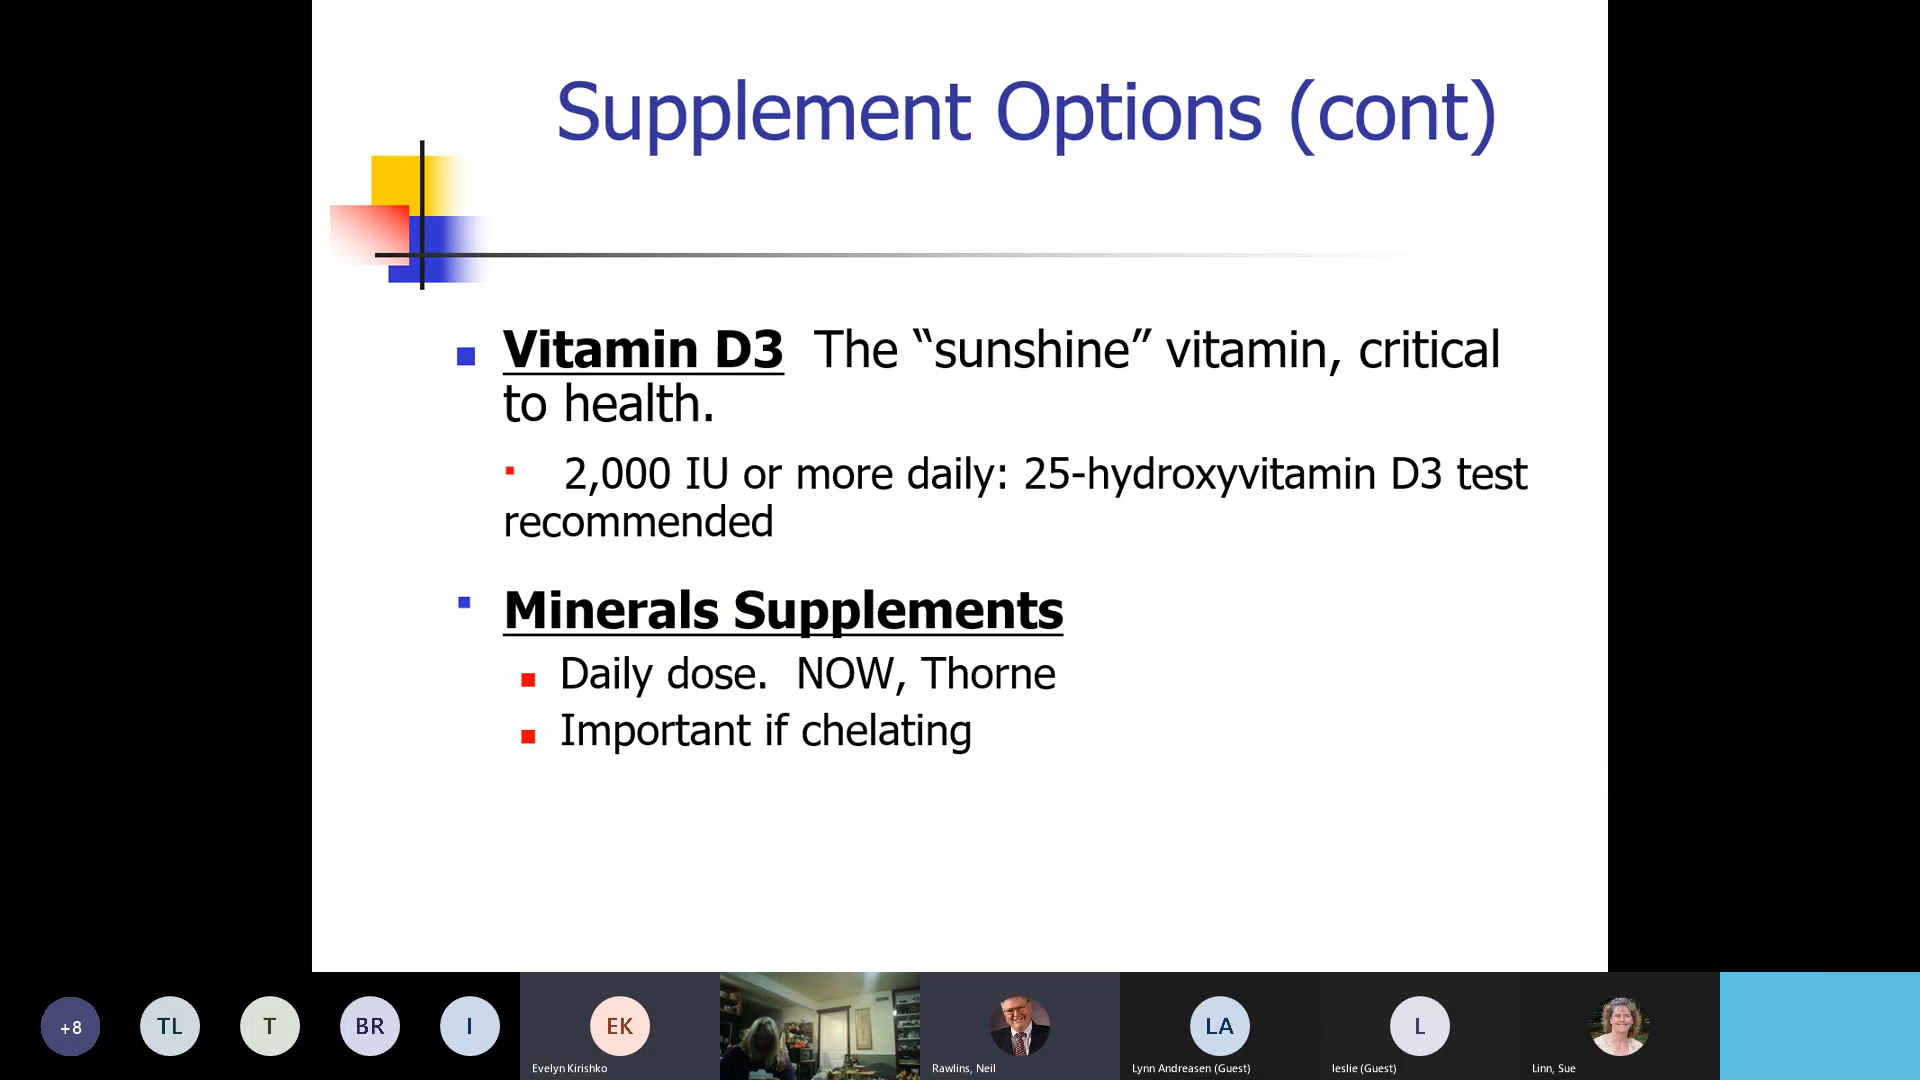 Supplement Options (cont)
Vitamin D3 The “sunshine” vitamin, critical
to health.
2,000 IU or more daily: 25-hydroxyvitamin D3 test
recommended
Minerals Supplements
Daily dose. NOW, Thorne
Important if chelating
+8
TL
T
BR
I
EK
LA
L
Evelyn Kirishko
Rawlins, Neil
Lynn Andreasen (Guest)
leslie (Guest)
Linn, Sue